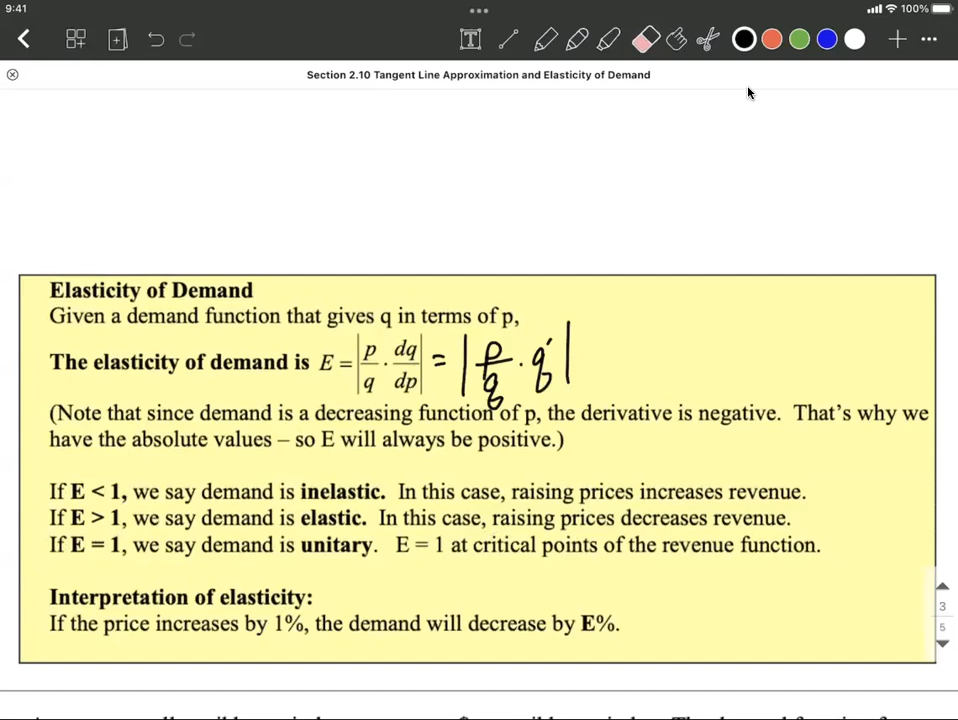 9:41
100%
Section 2.10 Tangent Line Approximation and Elasticity of Demand
Elasticity of Demand
Given a demand function that gives q in terms of p,
The elasticity of demand is E = |p/q · dq/dp| = |p/q · q'|
(Note that since demand is a decreasing function of p, the derivative is negative. That's why we
have the absolute values – so E will always be positive.)
If E < 1, we say demand is inelastic. In this case, raising prices increases revenue.
If E > 1, we say demand is elastic. In this case, raising prices decreases revenue.
If E = 1, we say demand is unitary. E = 1 at critical points of the revenue function.
Interpretation of elasticity:
If the price increases by 1%, the demand will decrease by E%.
3
5